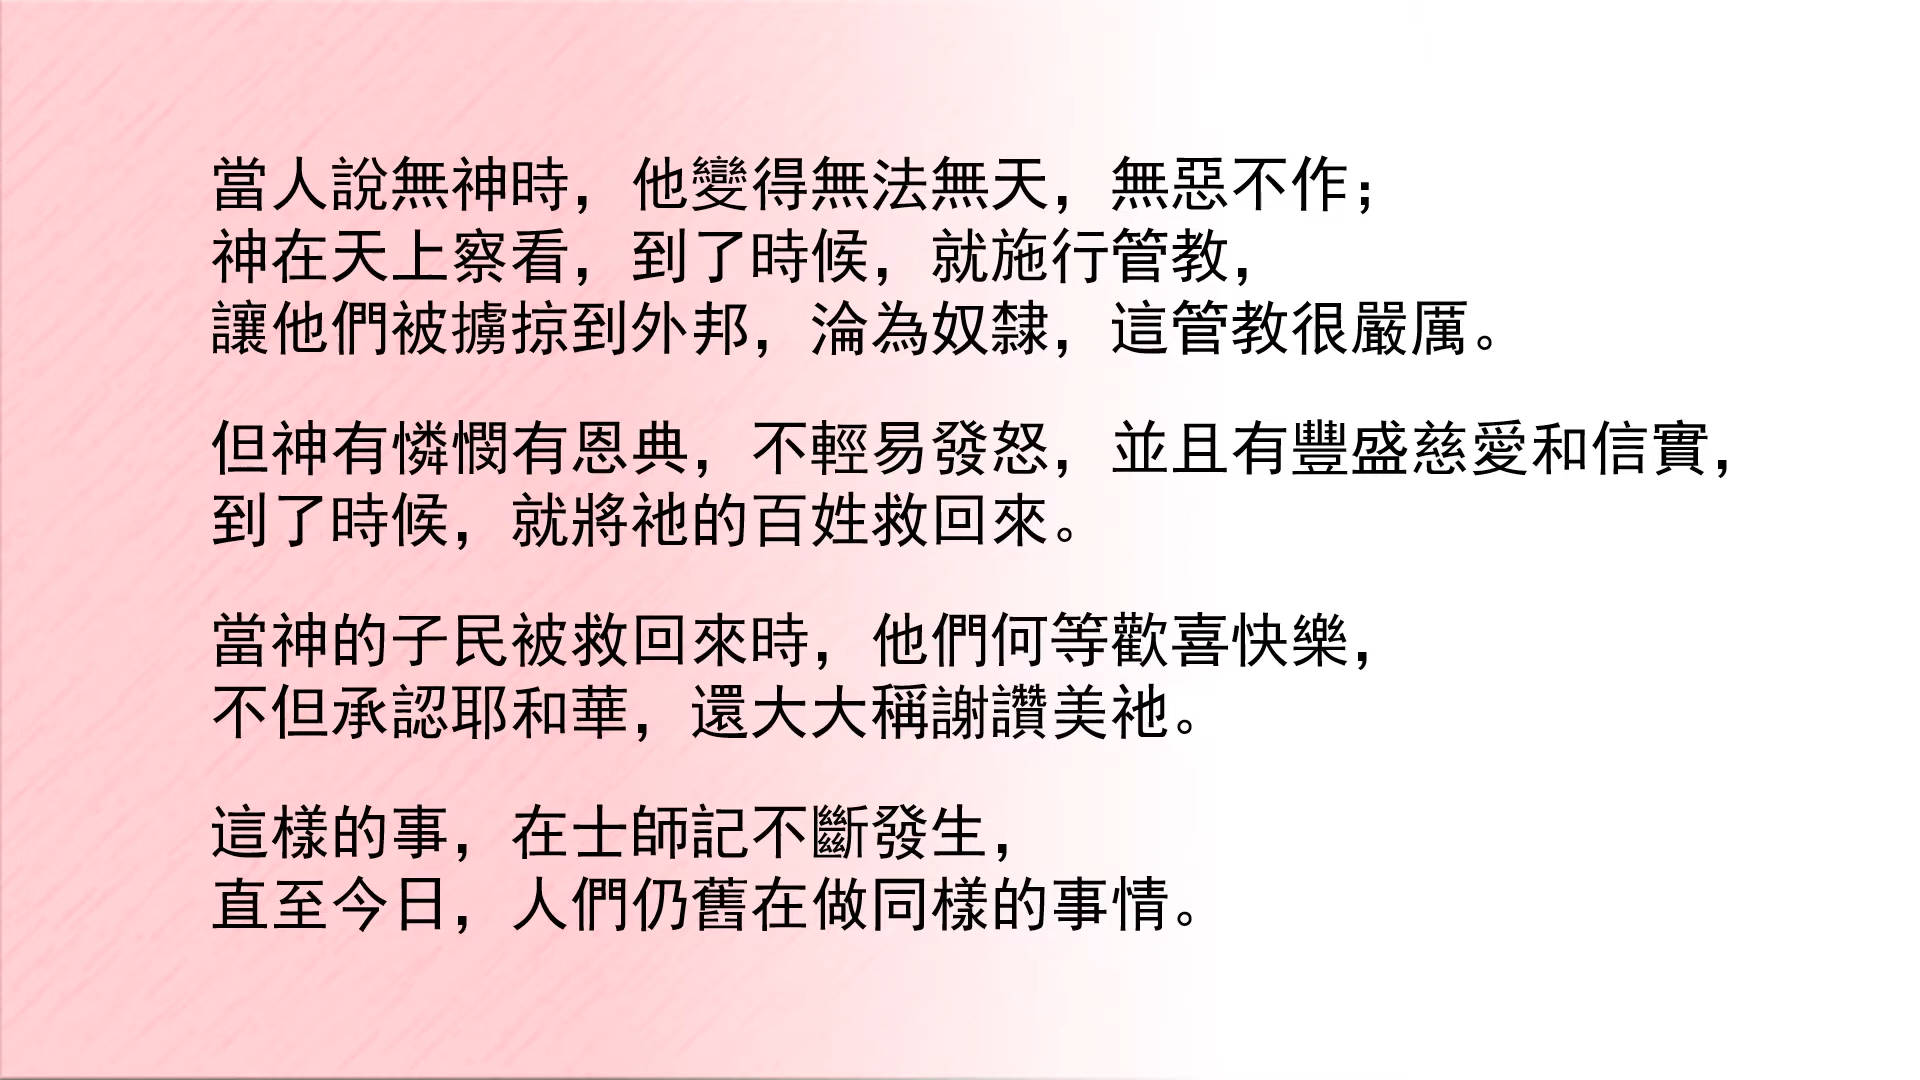 當人說無神時，他變得無法無天，無惡不作；
神在天上察看，到了時候，就施行管教，
讓他們被擄掠到外邦，淪為奴隸，這管教很嚴厲。
但神有憐憫有恩典，不輕易發怒，並且有豐盛慈愛和信實，
到了時候，就將祂的百姓救回來。
當神的子民被救回來時，他們何等歡喜快樂，
不但承認耶和華，還大大稱謝讚美祂。
這樣的事，在士師記不斷發生，
直至今日，人們仍舊在做同樣的事情。